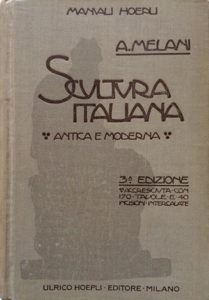 MANUALI HOEPLI
A. MELANI
SCULTURA
ITALIANA
ANTICA E MODERNA
3ª EDIZIONE
ACCRESCIUTA CON
170 TAVOLE E 40
INCISIONI INTERCALATE
ULRICO HOEPLI - EDITORE - MILANO